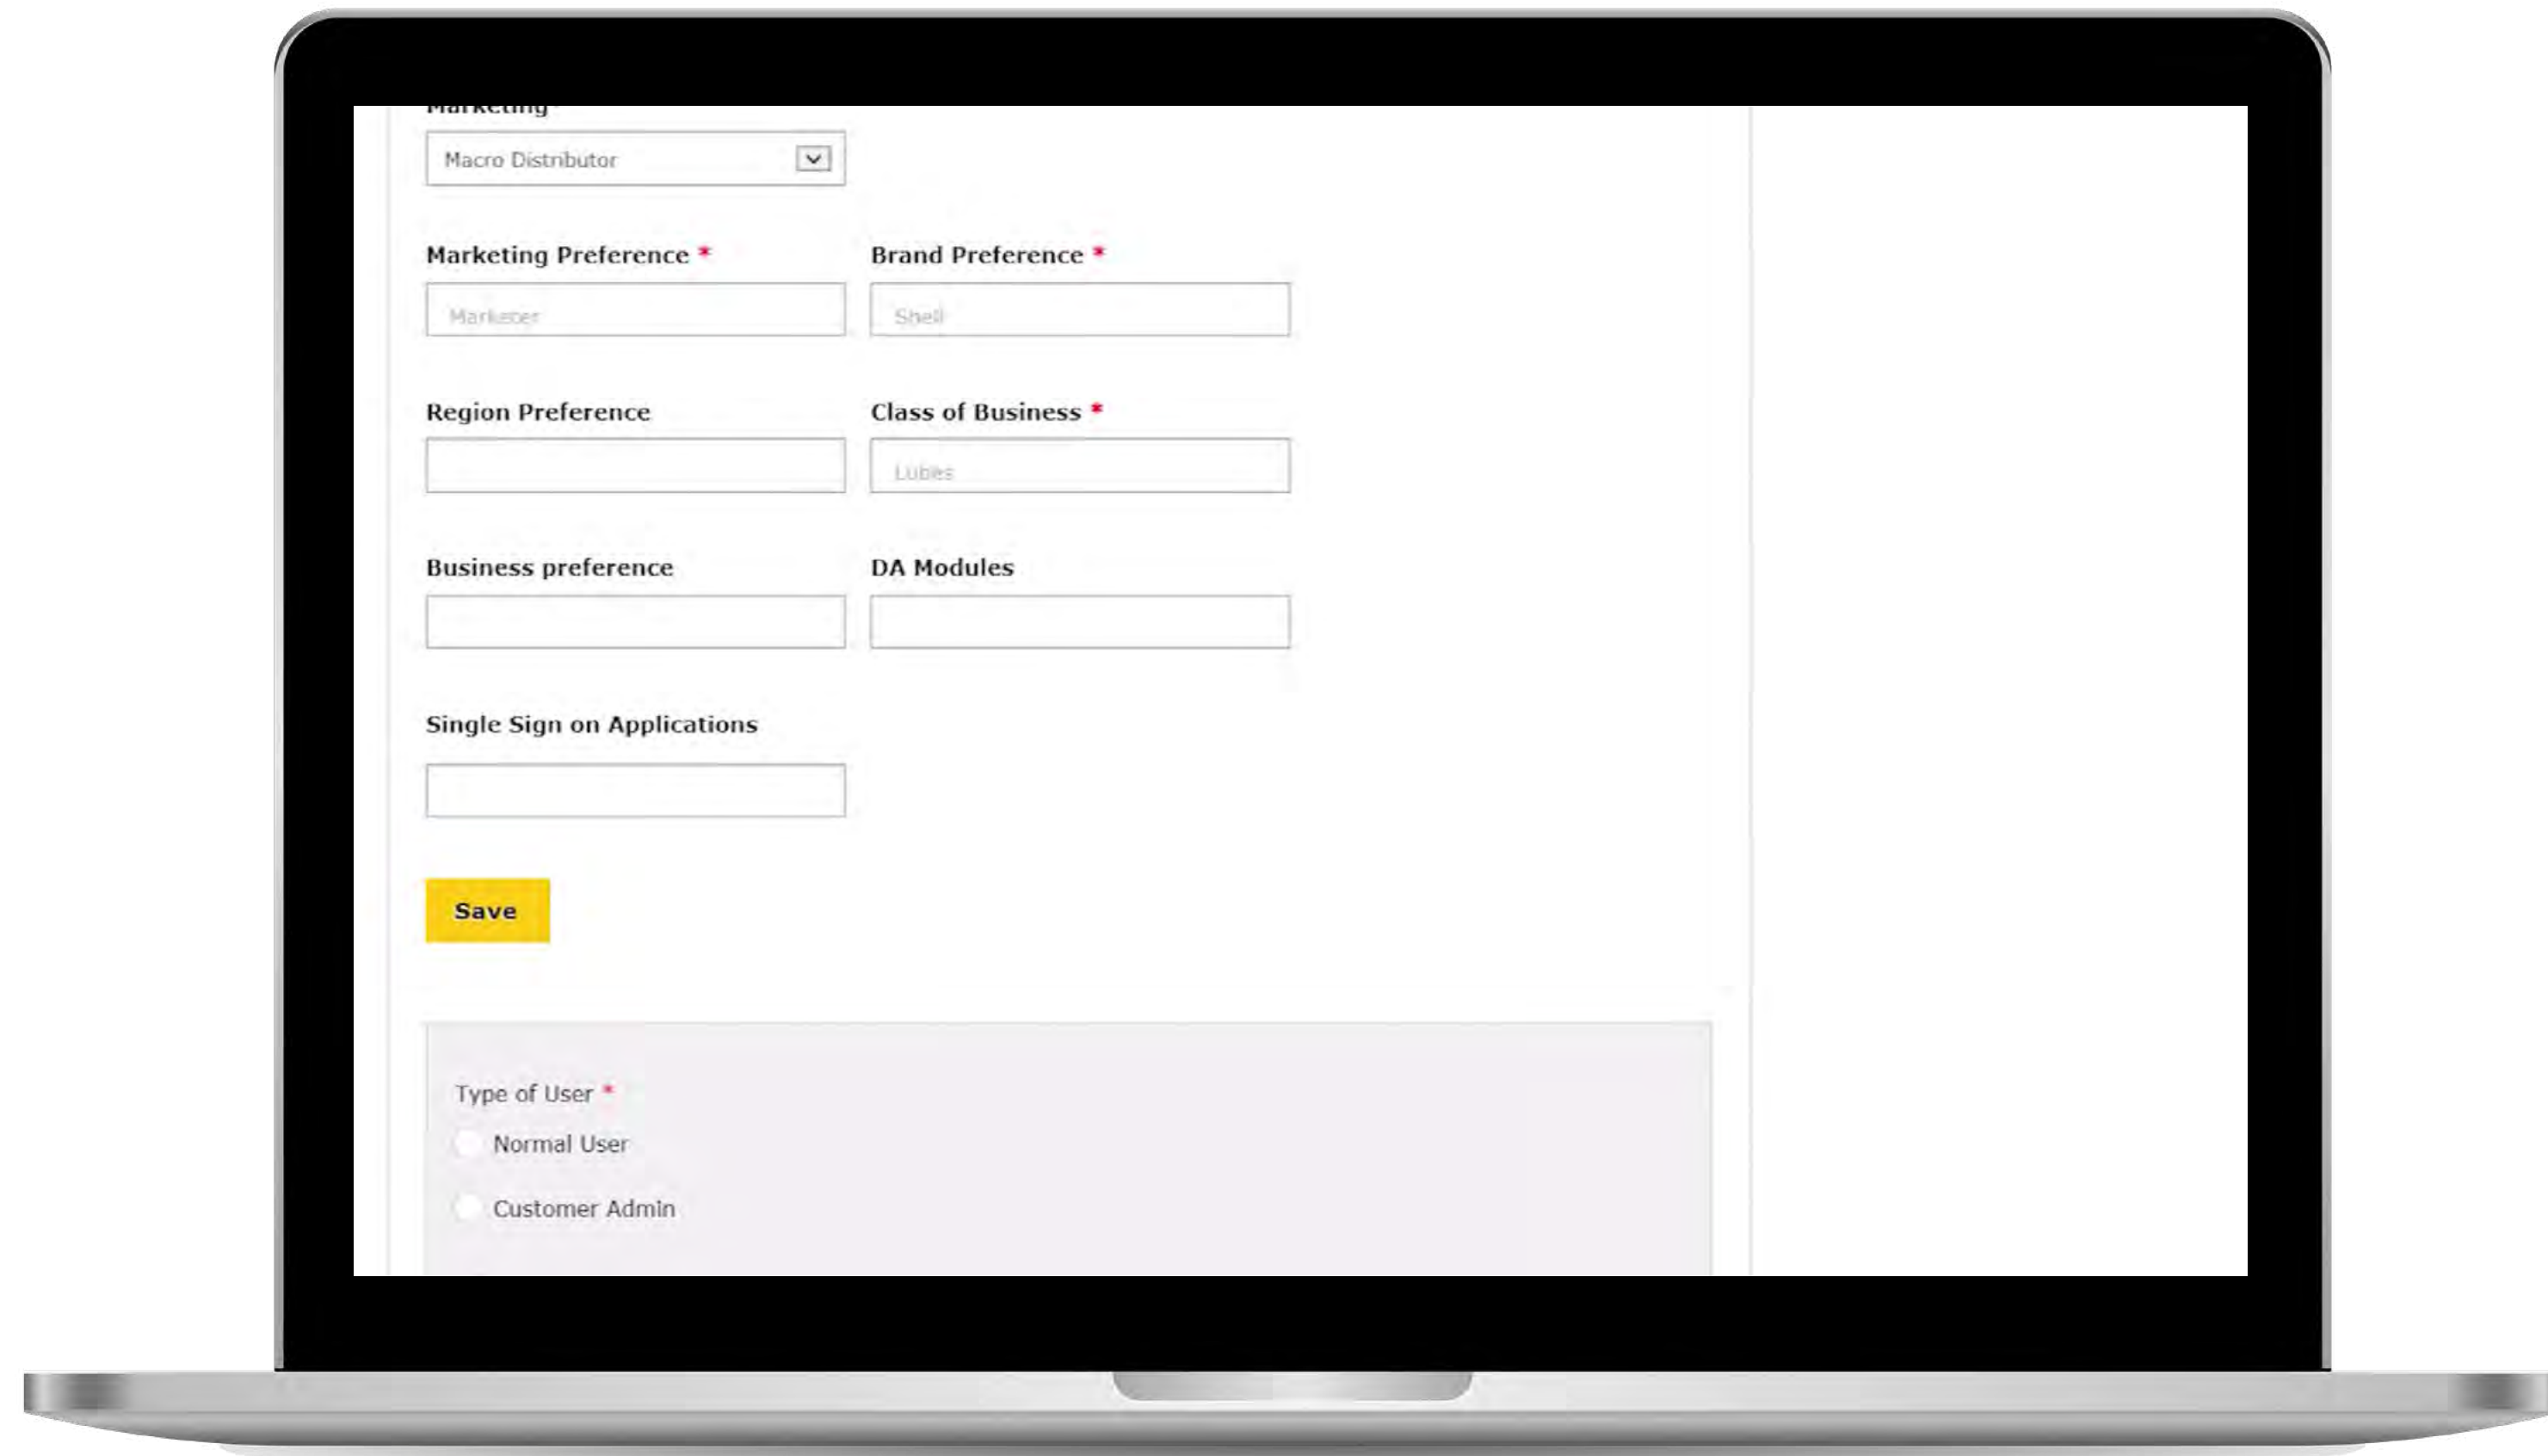 Marketing
Macro Distributor
Marketing Preference * Brand Preference *
Marketer Shell
Region Preference Class of Business *
Lubes
Business preference DA Modules
Single Sign on Applications
Save
Type of User *
Normal User
Customer Admin